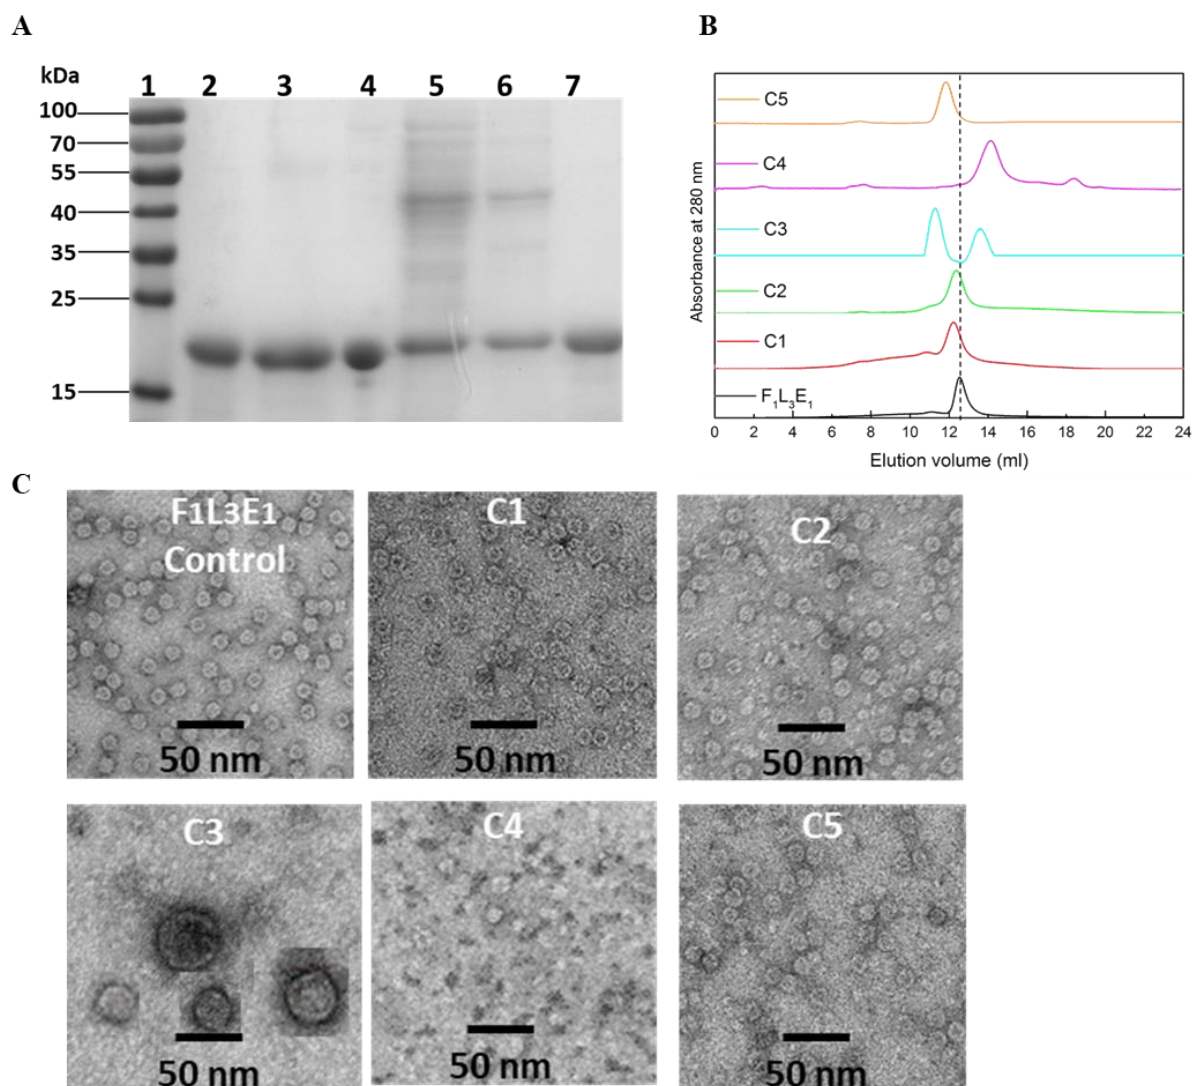 A
kDa
1 2 3 4 5 6 7
100
70
55
40
35
25
15
B
Absorbance at 280 nm
C5
C4
C3
C2
C1
F₁L₃E₁
0 2 4 6 8 10 12 14 16 18 20 22 24
Elution volume (ml)
C
F1L3E1
Control
50 nm
C1
50 nm
C2
50 nm
C3
50 nm
C4
50 nm
C5
50 nm